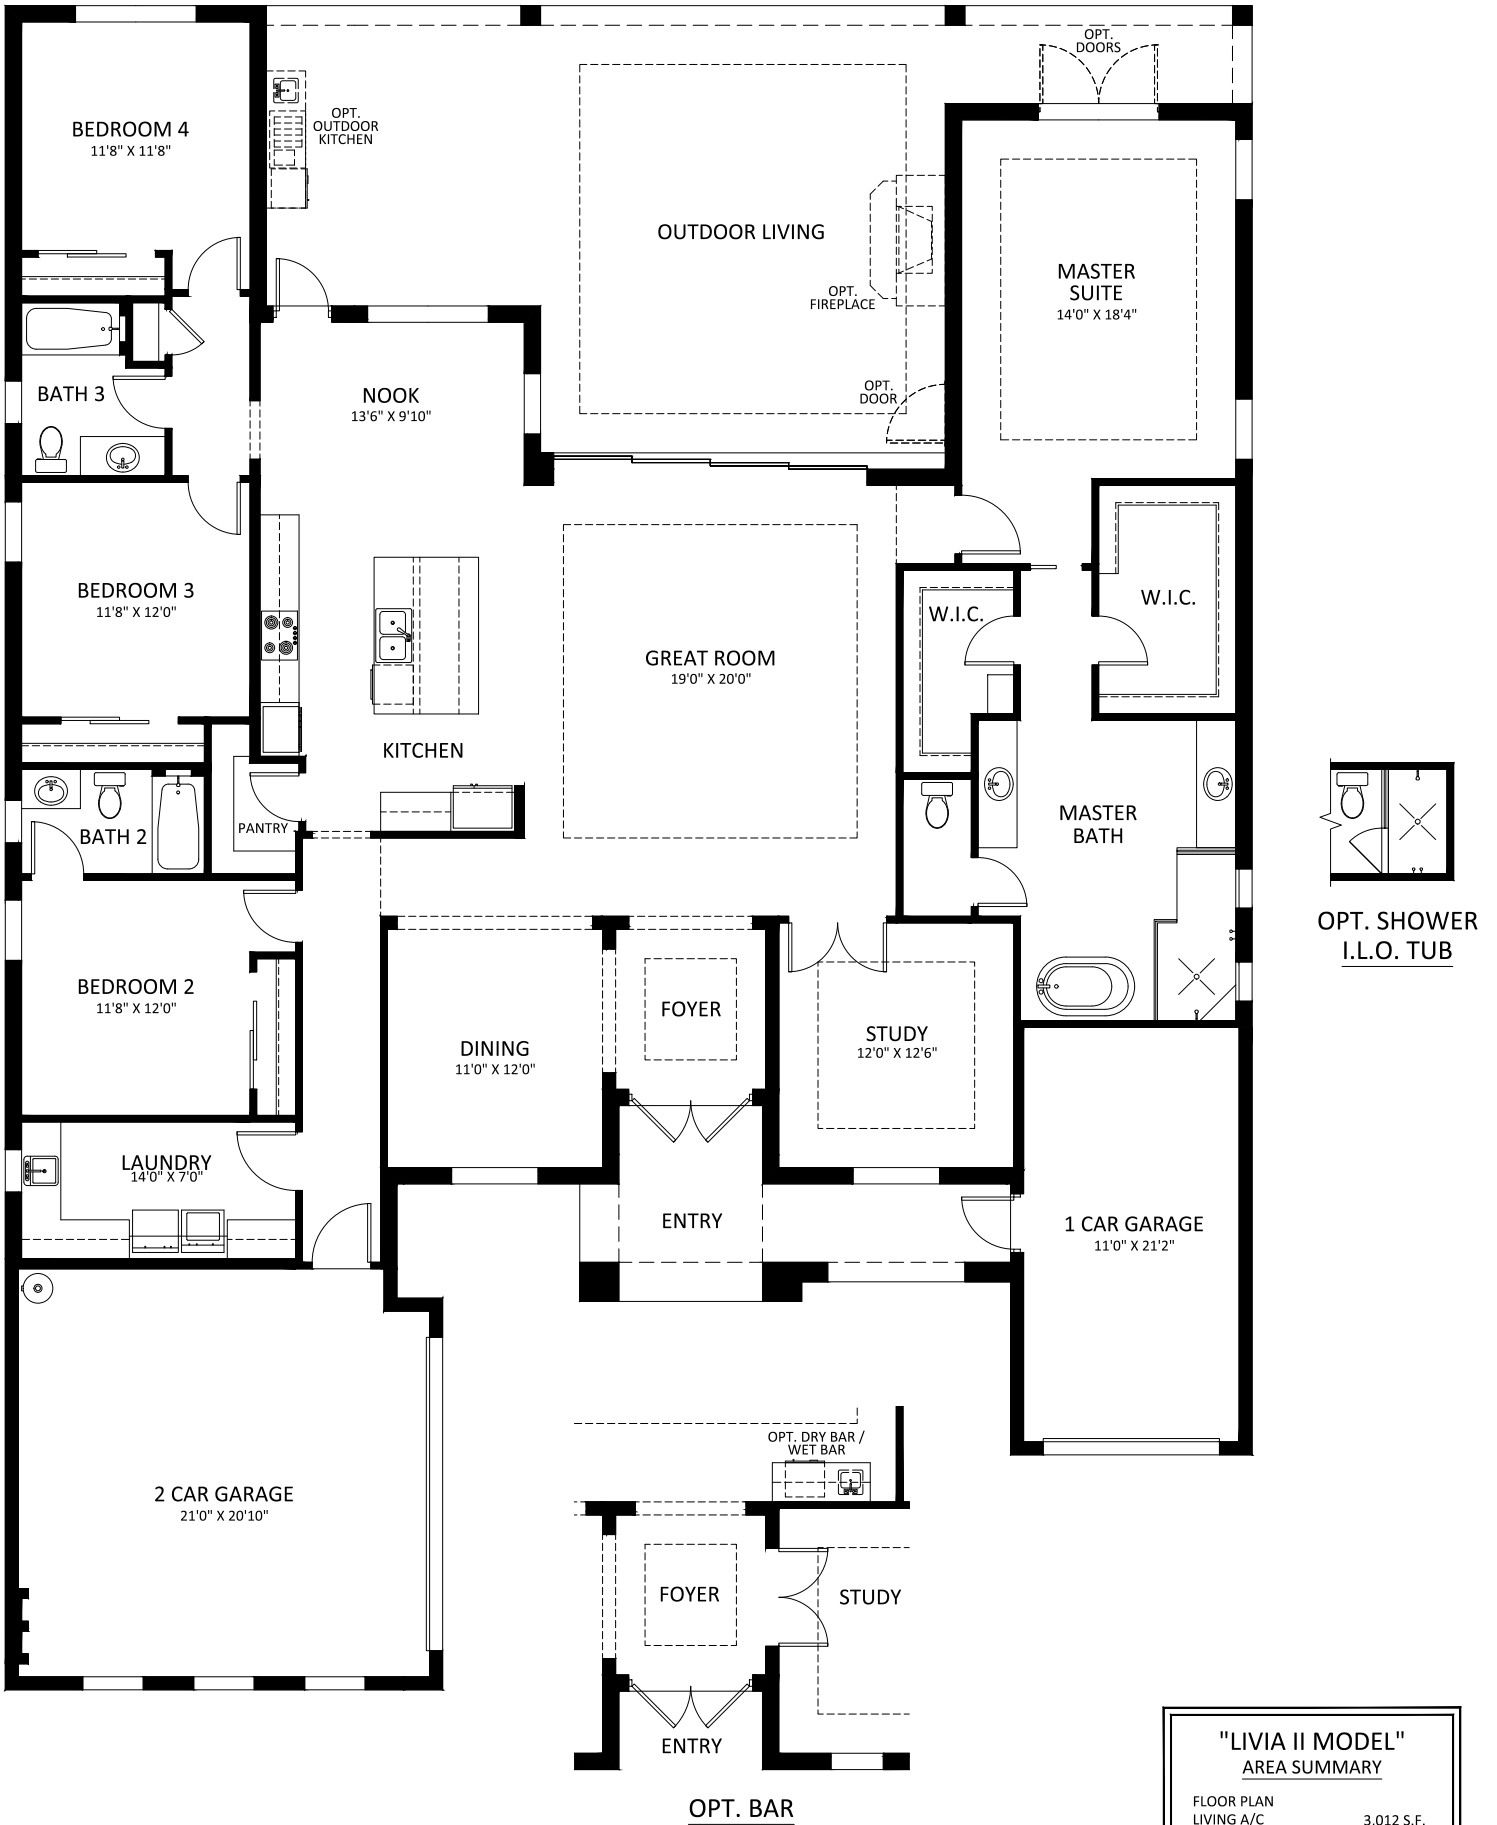 OPT.
DOORS
BEDROOM 4
11'8" X 11'8"
OPT.
OUTDOOR
KITCHEN
OUTDOOR LIVING
OPT.
FIREPLACE
MASTER
SUITE
14'0" X 18'4"
BATH 3
NOOK
13'6" X 9'10"
OPT.
DOOR
BEDROOM 3
11'8" X 12'0"
W.I.C.
W.I.C.
GREAT ROOM
19'0" X 20'0"
KITCHEN
PANTRY
BATH 2
MASTER
BATH
OPT. SHOWER
I.L.O. TUB
BEDROOM 2
11'8" X 12'0"
DINING
11'0" X 12'0"
FOYER
STUDY
12'0" X 12'6"
LAUNDRY
14'0" X 7'0"
ENTRY
1 CAR GARAGE
11'0" X 21'2"
2 CAR GARAGE
21'0" X 20'10"
OPT. DRY BAR /
WET BAR
FOYER
STUDY
ENTRY
OPT. BAR
"LIVIA II MODEL"
AREA SUMMARY
FLOOR PLAN
LIVING A/C 3,012 S.F.